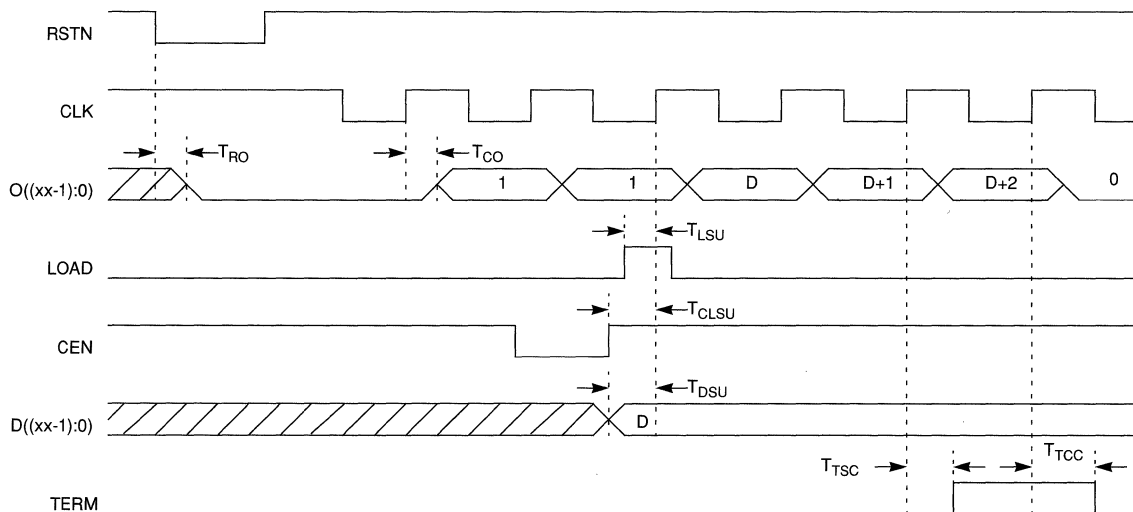 RSTN
CLK
T_RO T_CO
O((xx-1):0) 1 1 D D+1 D+2 0
T_LSU
LOAD
T_CLSU
CEN
T_DSU
D((xx-1):0) D
T_TSC T_TCC
TERM